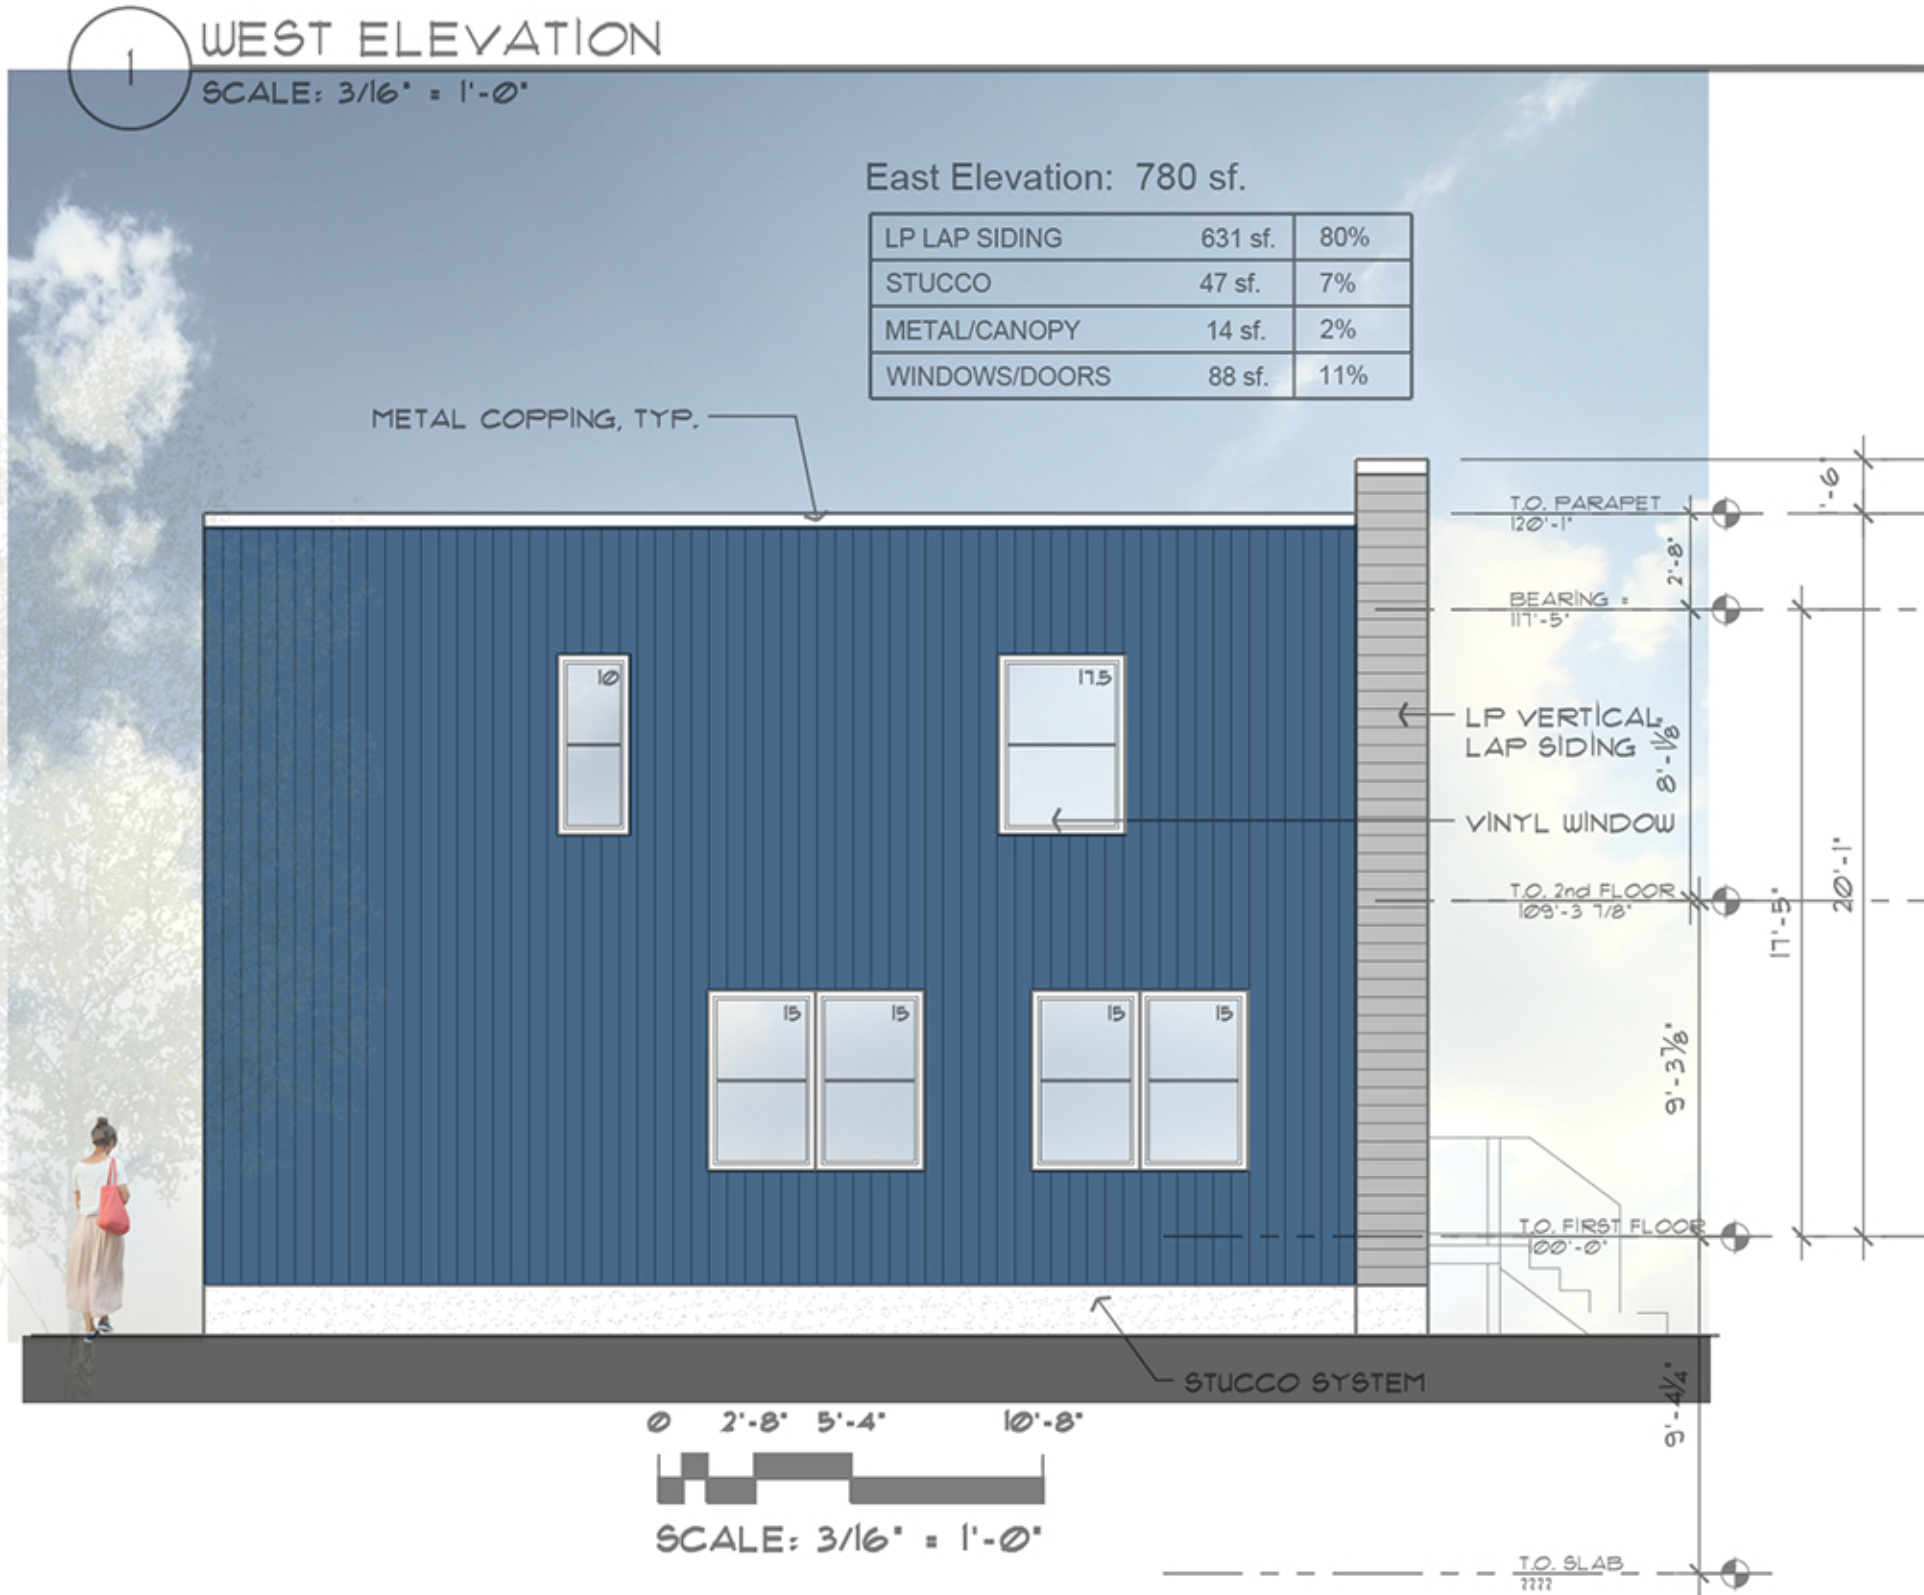 1
WEST ELEVATION
SCALE: 3/16" = 1'-0"
East Elevation: 780 sf.
LP LAP SIDING 631 sf. 80%
STUCCO 47 sf. 7%
METAL/CANOPY 14 sf. 2%
WINDOWS/DOORS 88 sf. 11%
METAL COPPING, TYP.
T.O. PARAPET
120'-1"
2'-8"
BEARING =
117'-5"
10
17.5
LP VERTICAL
LAP SIDING
8'-1/8"
VINYL WINDOW
T.O. 2nd FLOOR
109'-3 7/8"
17'-5"
20'-1"
15
15
15
15
9'-3 7/8"
T.O. FIRST FLOOR
100'-0"
STUCCO SYSTEM
9'-4 1/4"
0 2'-8" 5'-4" 10'-8"
SCALE: 3/16" = 1'-0"
T.O. SLAB
????